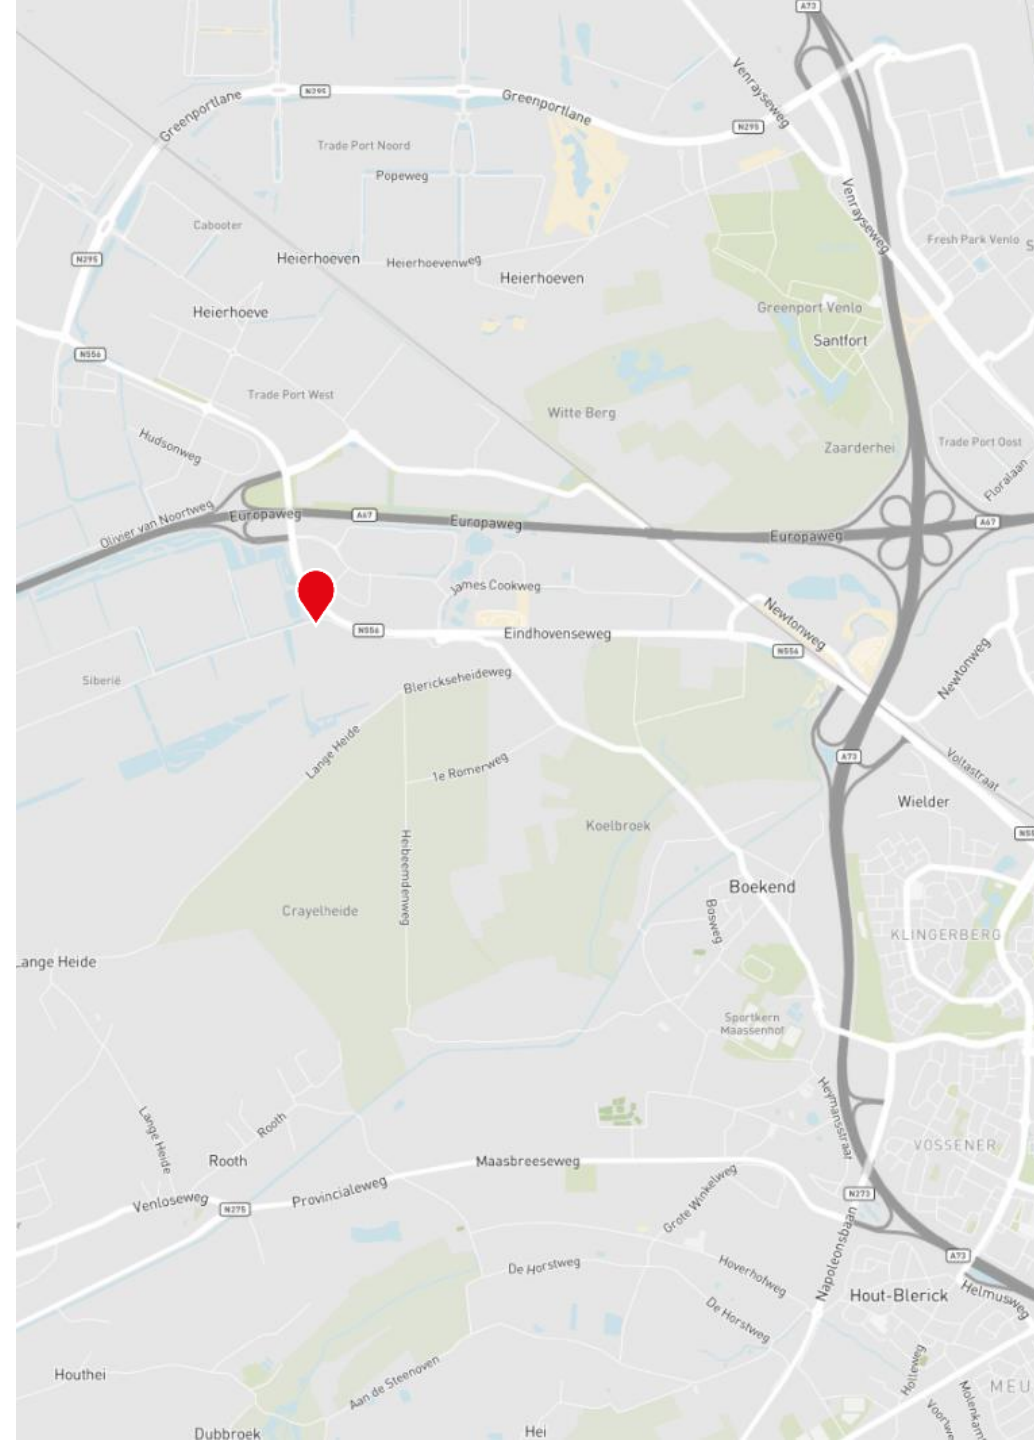 A73
Venrayseweg
Greenportlane
N295
Greenportlane
N295
Trade Port Noord
Popeweg
Venrayseweg
Cabooter
Fresh Park Venlo
S
N295
Heierhoeven
Heierhoevenweg
Heierhoeven
Heierhoeve
Greenport Venlo
Santfort
N556
Trade Port West
Witte Berg
Hudsonweg
Zaarderhei
Trade Port Oost
Floralaan
Olivier van Noortweg
Europaweg
A67
Europaweg
Europaweg
A67
James Cookweg
Newtonweg
N556
Eindhovenseweg
N556
Newtonweg
Siberië
Blerickseheideweg
Lange Heide
1e Romerweg
A73
Voltastraat
Wielder
Koelbroek
N55
Heibeemdenweg
Boekend
Bosweg
Crayelheide
KLINGERBERG
Lange Heide
Sportkern
Maassenhof
Heymansstraat
Lange Heide
Rooth
VOSSENER
Rooth
Maasbreeseweg
Provincialeweg
Venloseweg
N275
Grote Winkelweg
N273
Napoleonsbaan
De Horstweg
Hoverhofweg
A73
Helmusweg
Hout-Blerick
De Horstweg
Houthei
Aan de Steenoven
Holleweg
MEU
Molenkam
Voortwe
Dubbroek
Hei